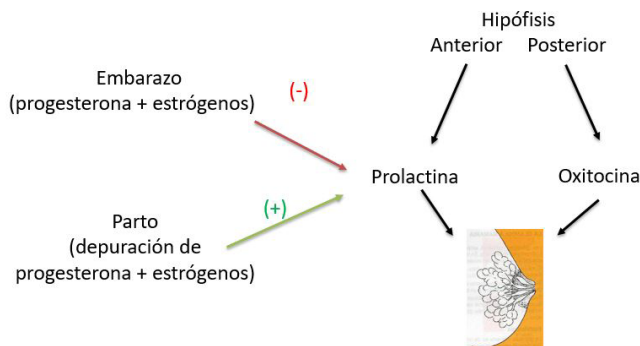 Hipófisis
Anterior Posterior
Embarazo
(progesterona + estrógenos)
(-)
Prolactina
Oxitocina
(+)
Parto
(depuración de
progesterona + estrógenos)